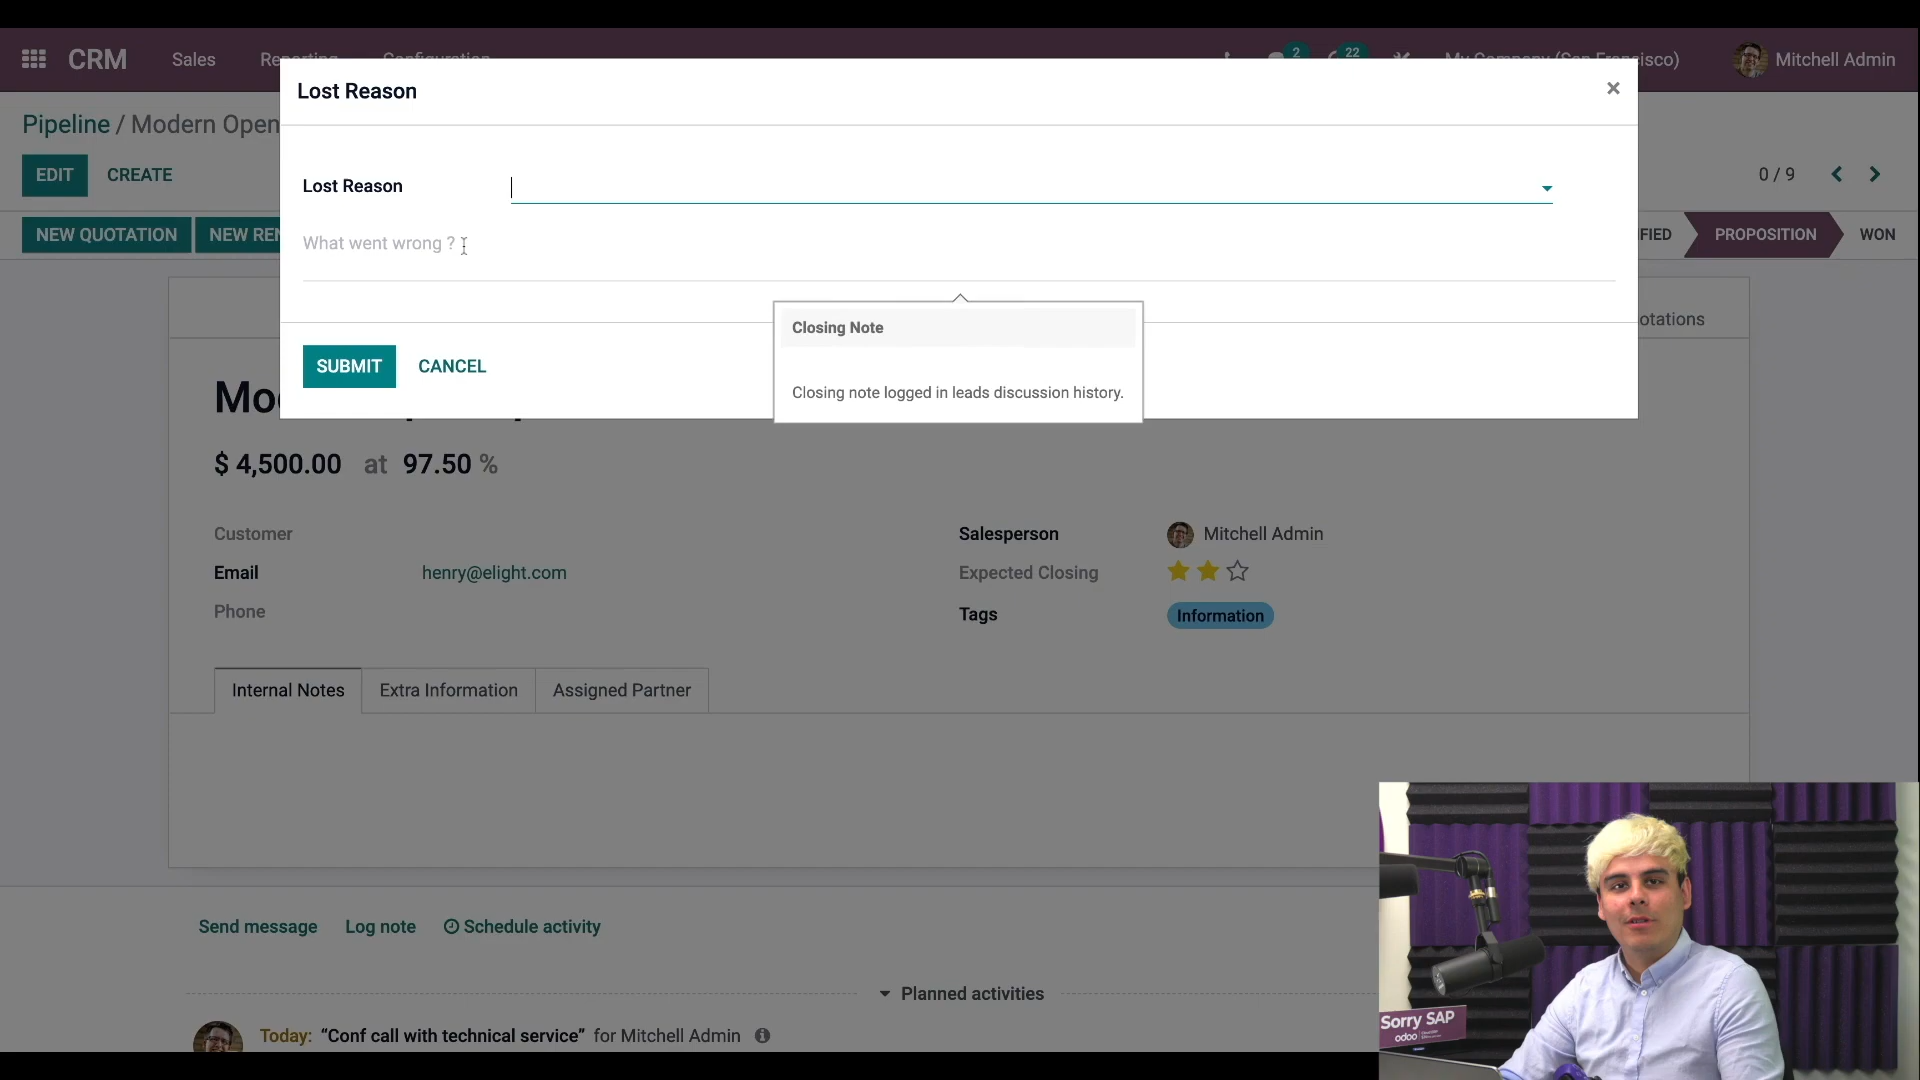 CRM Sales Reporting Configuration 2 22 My Company (San Francisco) Mitchell Admin
Lost Reason ×
Pipeline / Modern Open
EDIT CREATE
0 / 9
Lost Reason
NEW QUOTATION NEW REN
FIED PROPOSITION WON
What went wrong ?
Closing Note
Closing note logged in leads discussion history.
otations
SUBMIT CANCEL
Mod
$ 4,500.00 at 97.50 %
Customer
Email henry@elight.com
Phone
Salesperson Mitchell Admin
Expected Closing
Tags Information
Internal Notes Extra Information Assigned Partner
Send message Log note Schedule activity
Planned activities
Today: “Conf call with technical service” for Mitchell Admin
Sorry SAP
odoo